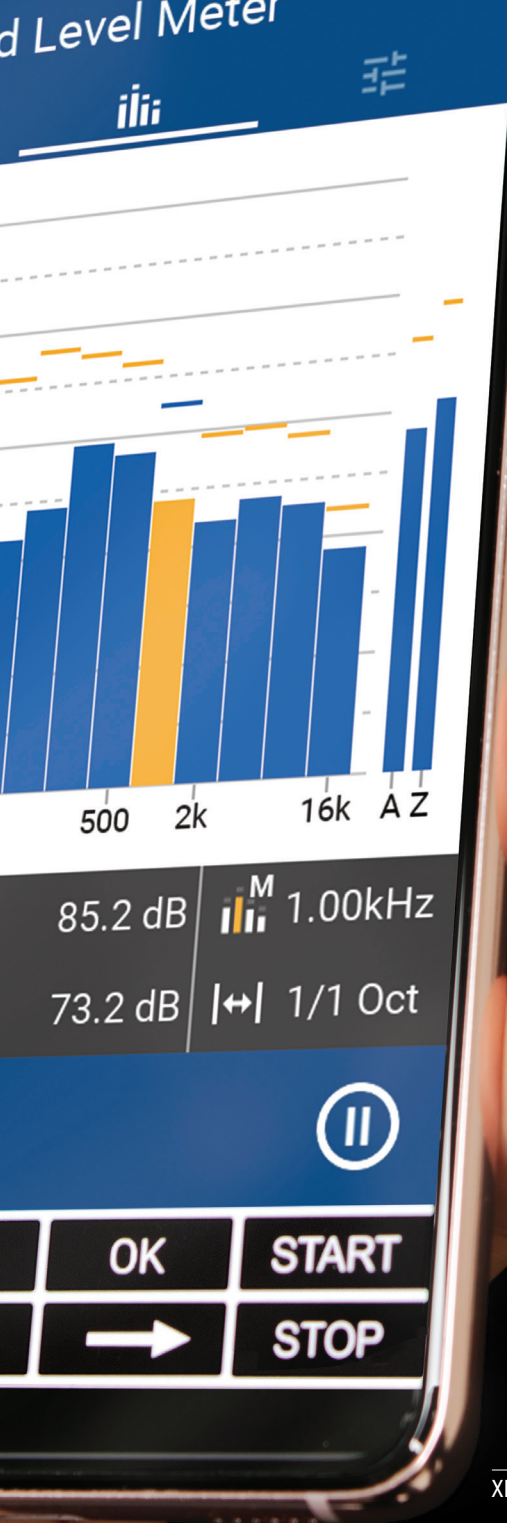 d Level Meter
500 2k 16k A Z
85.2 dB M 1.00kHz
73.2 dB 1/1 Oct
OK START
STOP